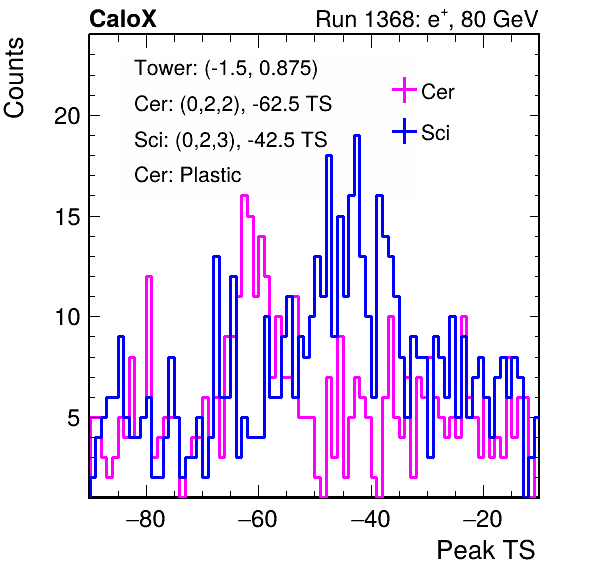 CaloX Run 1368: e⁺, 80 GeV
Tower: (-1.5, 0.875)
Cer: (0,2,2), -62.5 TS
Sci: (0,2,3), -42.5 TS
Cer: Plastic
Cer
Sci
Counts
20
15
10
5
−80 −60 −40 −20
Peak TS